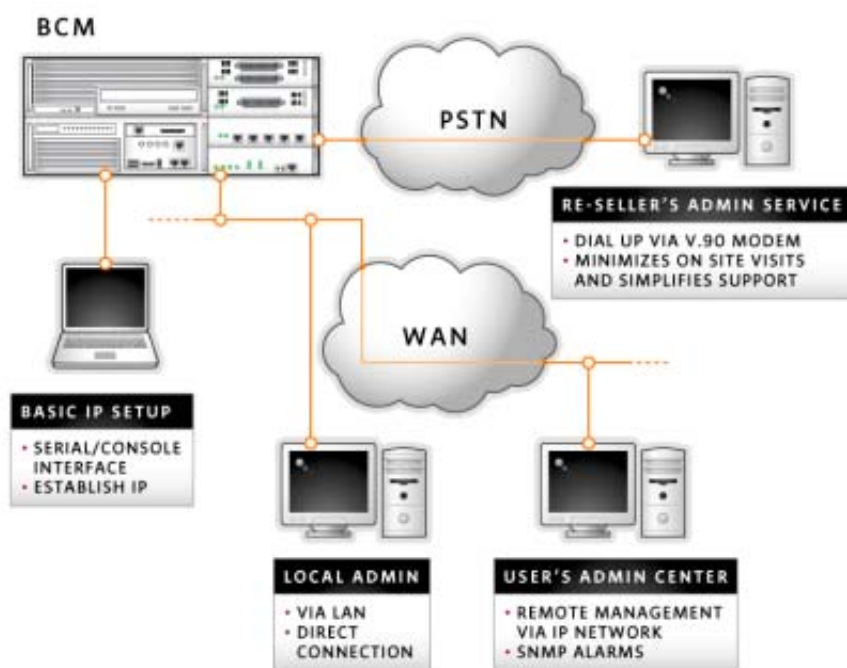 BCM
PSTN
RE-SELLER'S ADMIN SERVICE
• DIAL UP VIA V.90 MODEM
• MINIMIZES ON SITE VISITS
AND SIMPLIFIES SUPPORT
WAN
BASIC IP SETUP
• SERIAL/CONSOLE
INTERFACE
• ESTABLISH IP
LOCAL ADMIN
• VIA LAN
• DIRECT
CONNECTION
USER'S ADMIN CENTER
• REMOTE MANAGEMENT
VIA IP NETWORK
• SNMP ALARMS